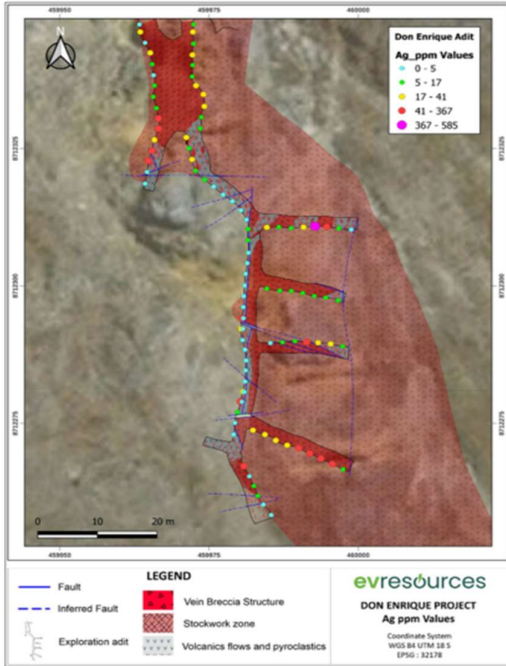 Don Enrique Adit
Ag_ppm Values
0 - 5
5 - 17
17 - 41
41 - 367
367 - 585
N
459950
459975
460000
8712325
8712300
8712275
0 10 20 m
459950
459975
460000
Fault
Inferred Fault
Exploration adit
LEGEND
Vein Breccia Structure
Stockwork zone
Volcanics flows and pyroclastics
evresources
DON ENRIQUE PROJECT
Ag ppm Values
Coordinate System
WGS 84 UTM 18 S
EPSG : 32178